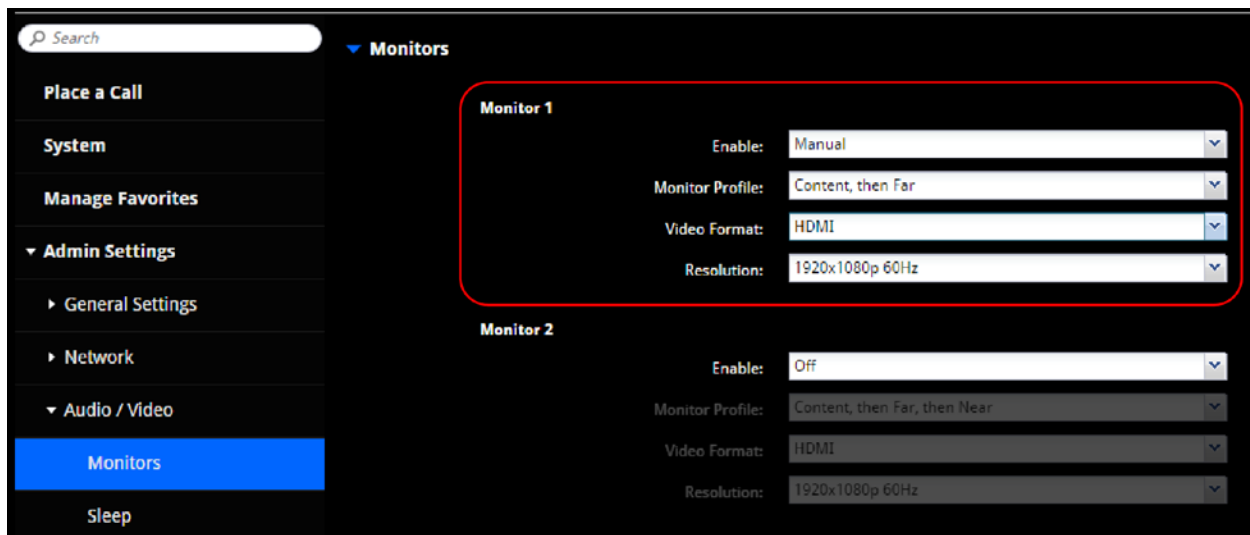 Search
Place a Call
System
Manage Favorites
Admin Settings
General Settings
Network
Audio / Video
Monitors
Sleep
Monitors
Monitor 1
Enable: Manual
Monitor Profile: Content, then Far
Video Format: HDMI
Resolution: 1920x1080p 60Hz
Monitor 2
Enable: Off
Monitor Profile: Content, then Far, then Near
Video Format: HDMI
Resolution: 1920x1080p 60Hz